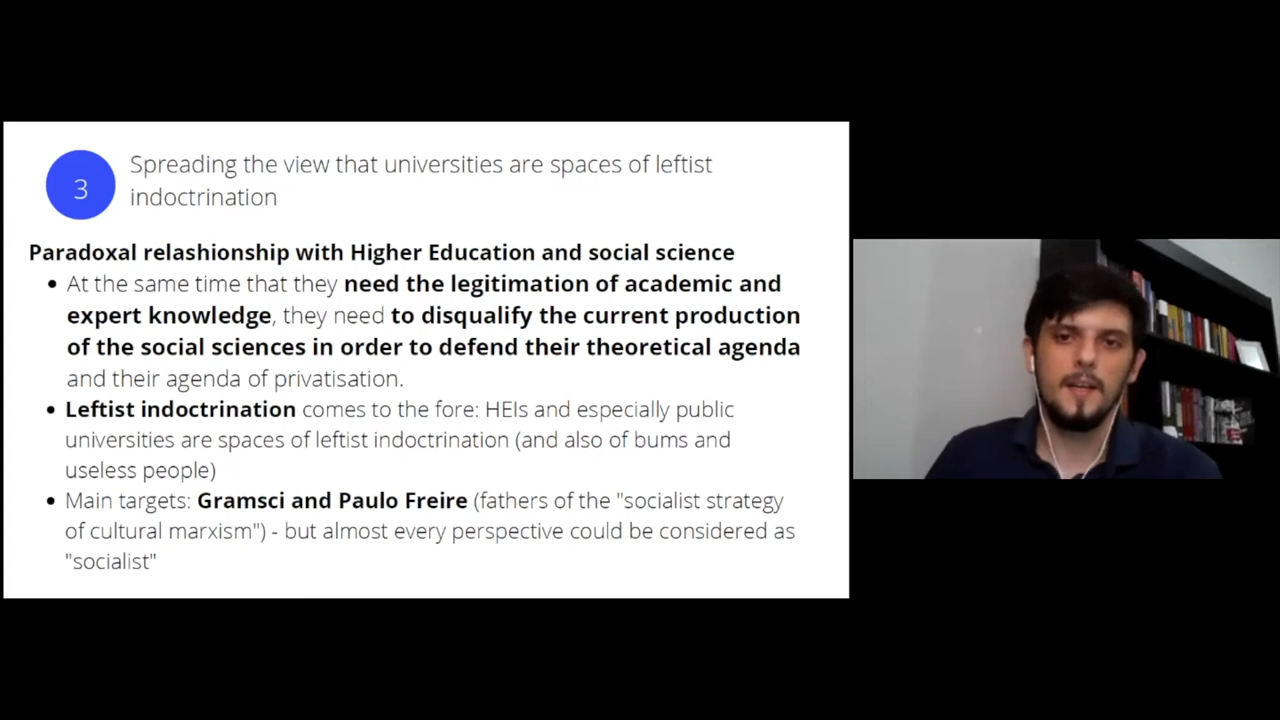 3
Spreading the view that universities are spaces of leftist
indoctrination
Paradoxal relashionship with Higher Education and social science
• At the same time that they need the legitimation of academic and
expert knowledge, they need to disqualify the current production
of the social sciences in order to defend their theoretical agenda
and their agenda of privatisation.
• Leftist indoctrination comes to the fore: HEIs and especially public
universities are spaces of leftist indoctrination (and also of bums and
useless people)
• Main targets: Gramsci and Paulo Freire (fathers of the "socialist strategy
of cultural marxism") - but almost every perspective could be considered as
"socialist"